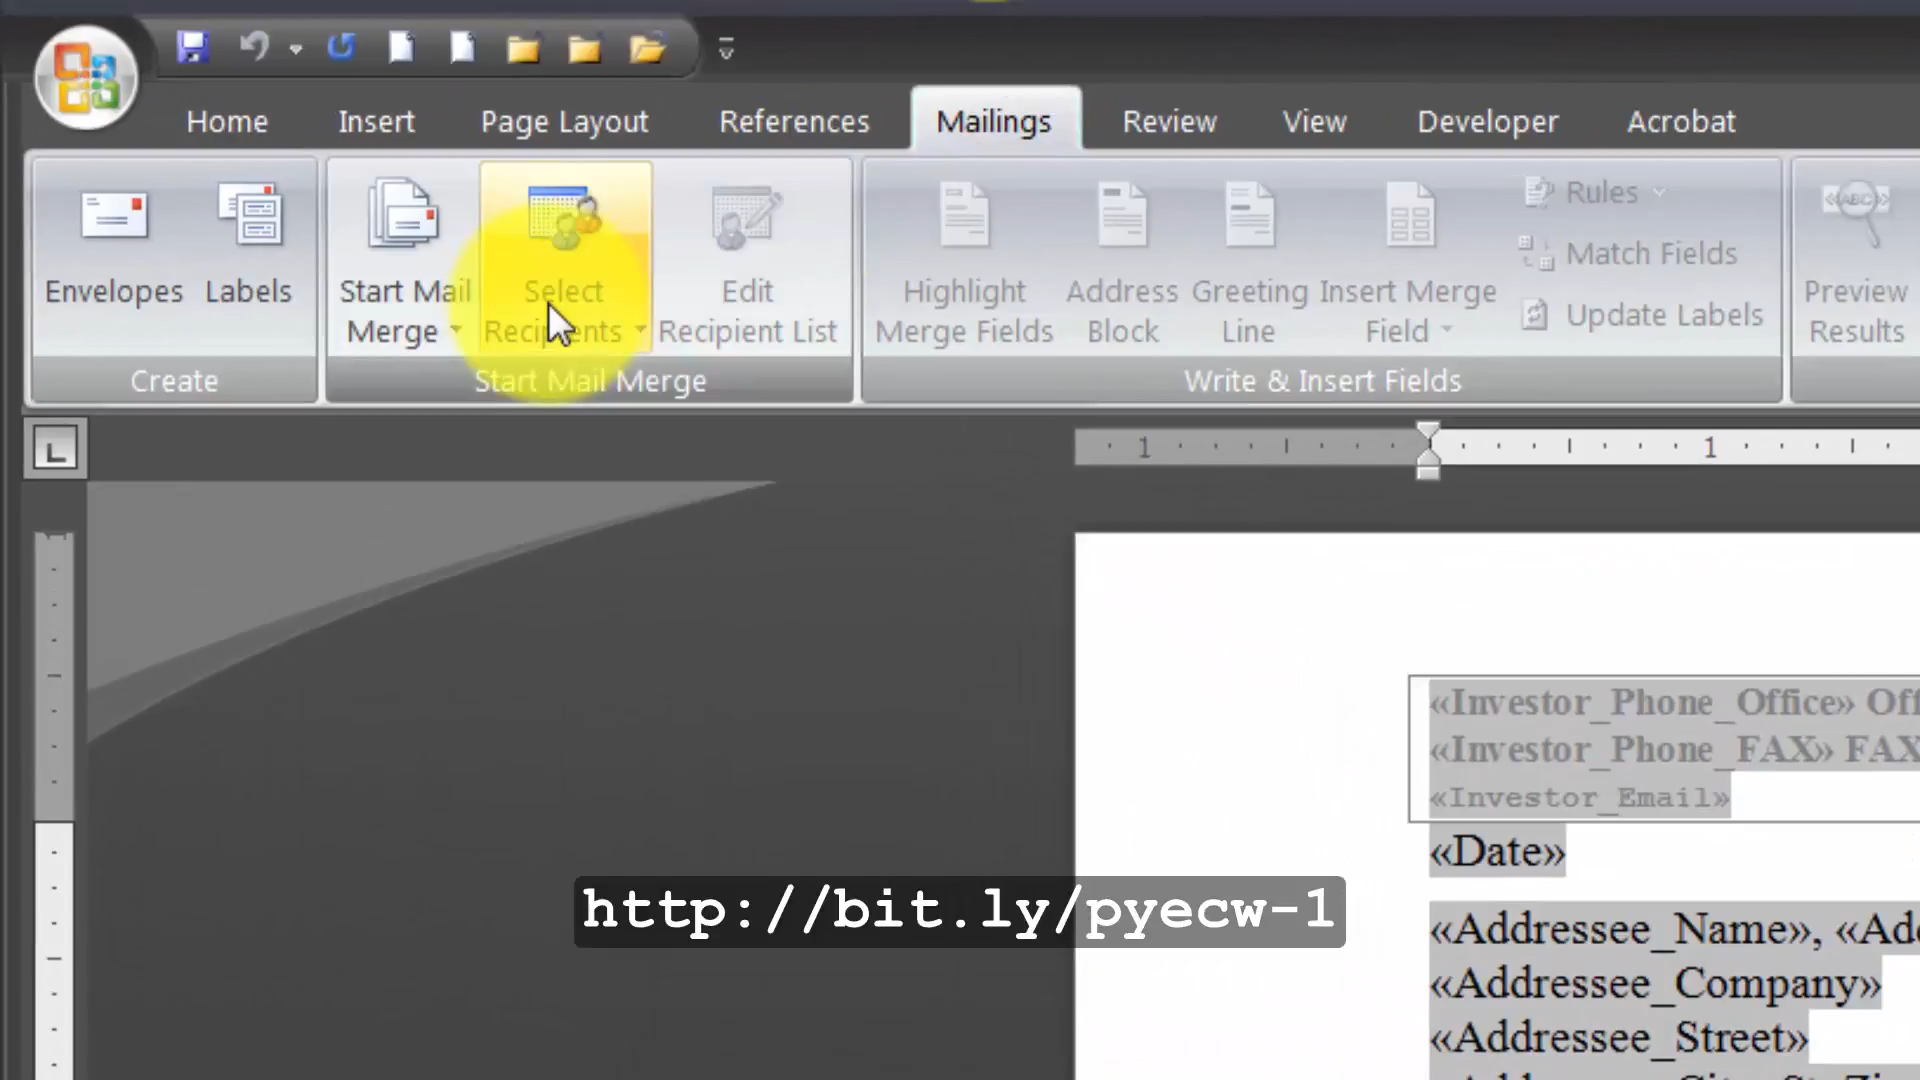 Home Insert Page Layout References Mailings Review View Developer Acrobat
Envelopes Labels
Start Mail Merge
Select Recipients
Edit Recipient List
Highlight Merge Fields
Address Block
Greeting Line
Insert Merge Field
Rules
Match Fields
Update Labels
«ABC»
Preview Results
Create Start Mail Merge Write & Insert Fields
L
1 1
«Investor_Phone_Office»
«Investor_Phone_FAX» FAX
«Investor_Email»
«Date»
http://bit.ly/pyecw-1
«Addressee_Name»,
«Addressee_Company»
«Addressee_Street»